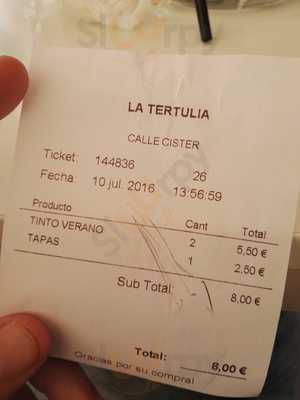 LA TERTULIA
CALLE CISTER
Ticket: 144836 26
Fecha: 10 jul. 2016 13:56:59
Producto Cant Total
TINTO VERANO 2 5,50 €
TAPAS 1 2,50 €
Sub Total: 8,00 €
Total: 8,00 €
Gracias por su compra!